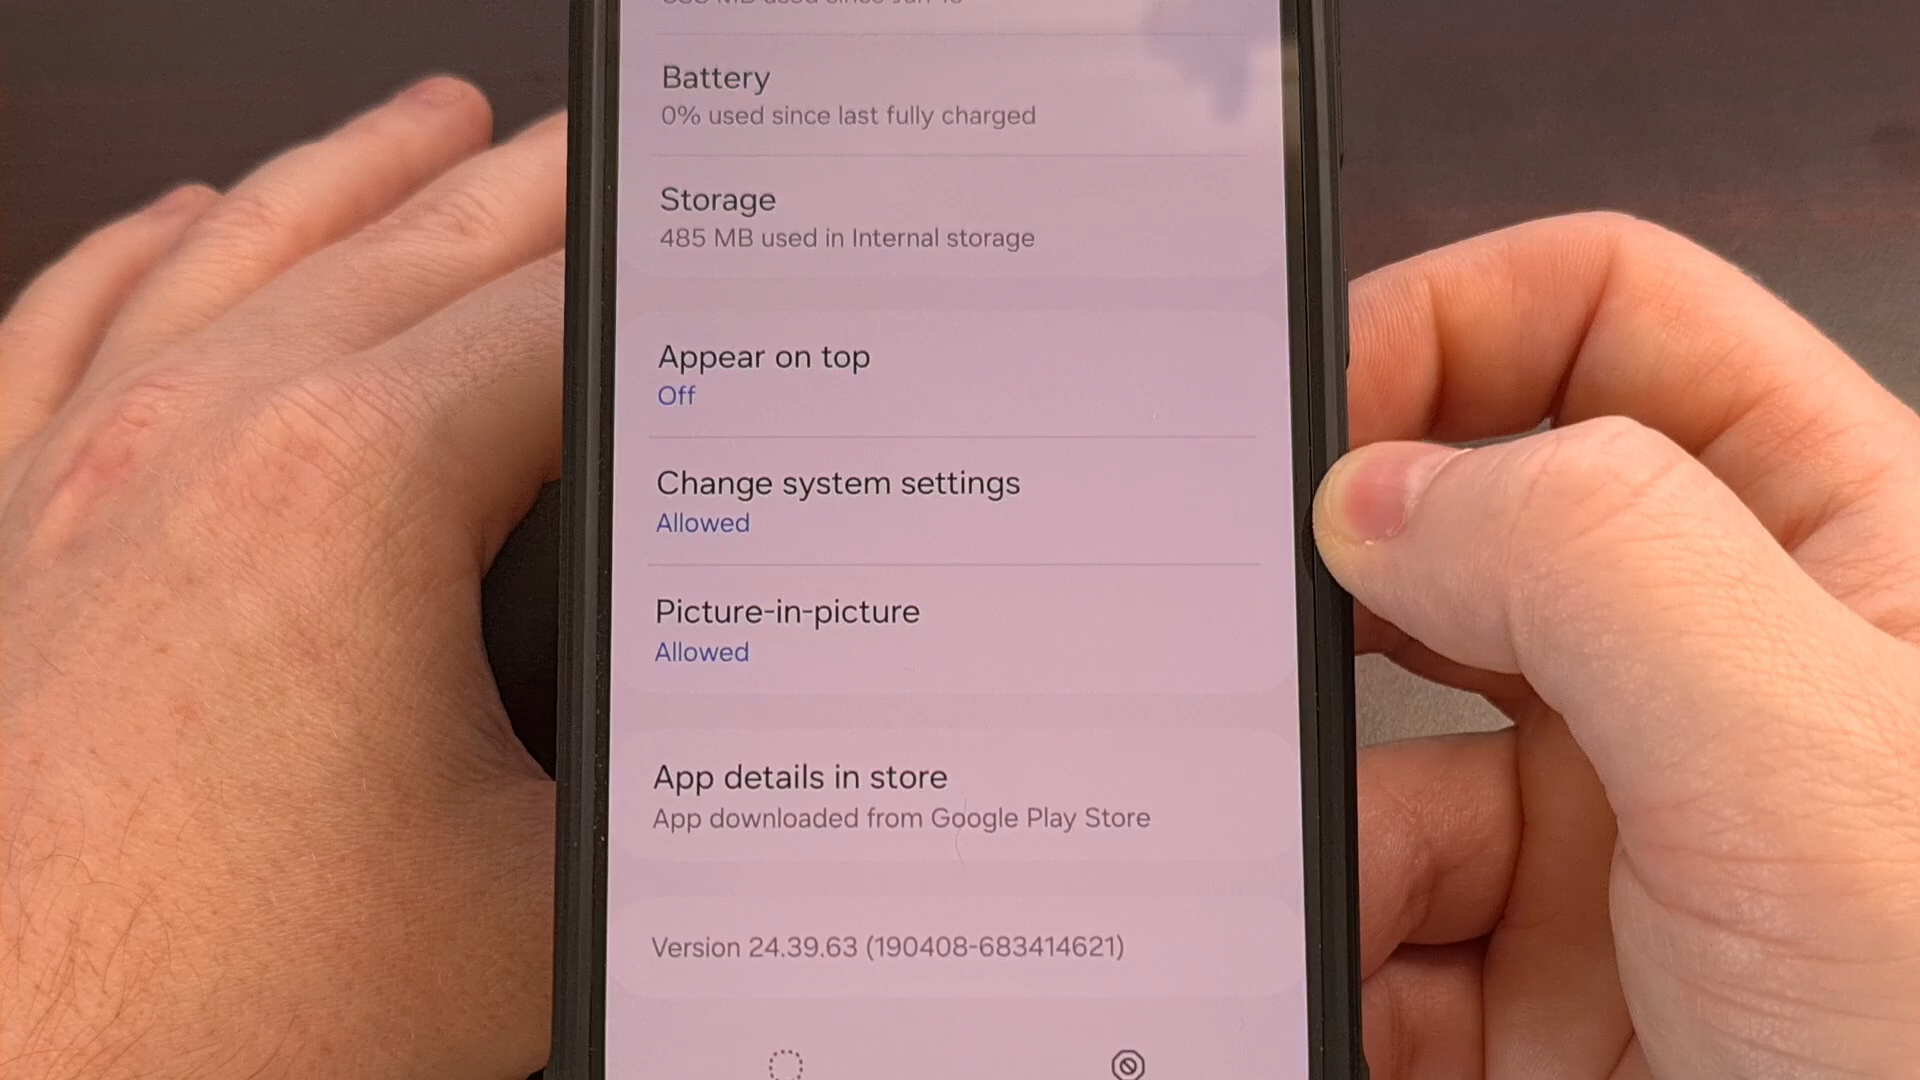 Battery
0% used since last fully charged
Storage
485 MB used in Internal storage
Appear on top
Off
Change system settings
Allowed
Picture-in-picture
Allowed
App details in store
App downloaded from Google Play Store
Version 24.39.63 (190408-683414621)